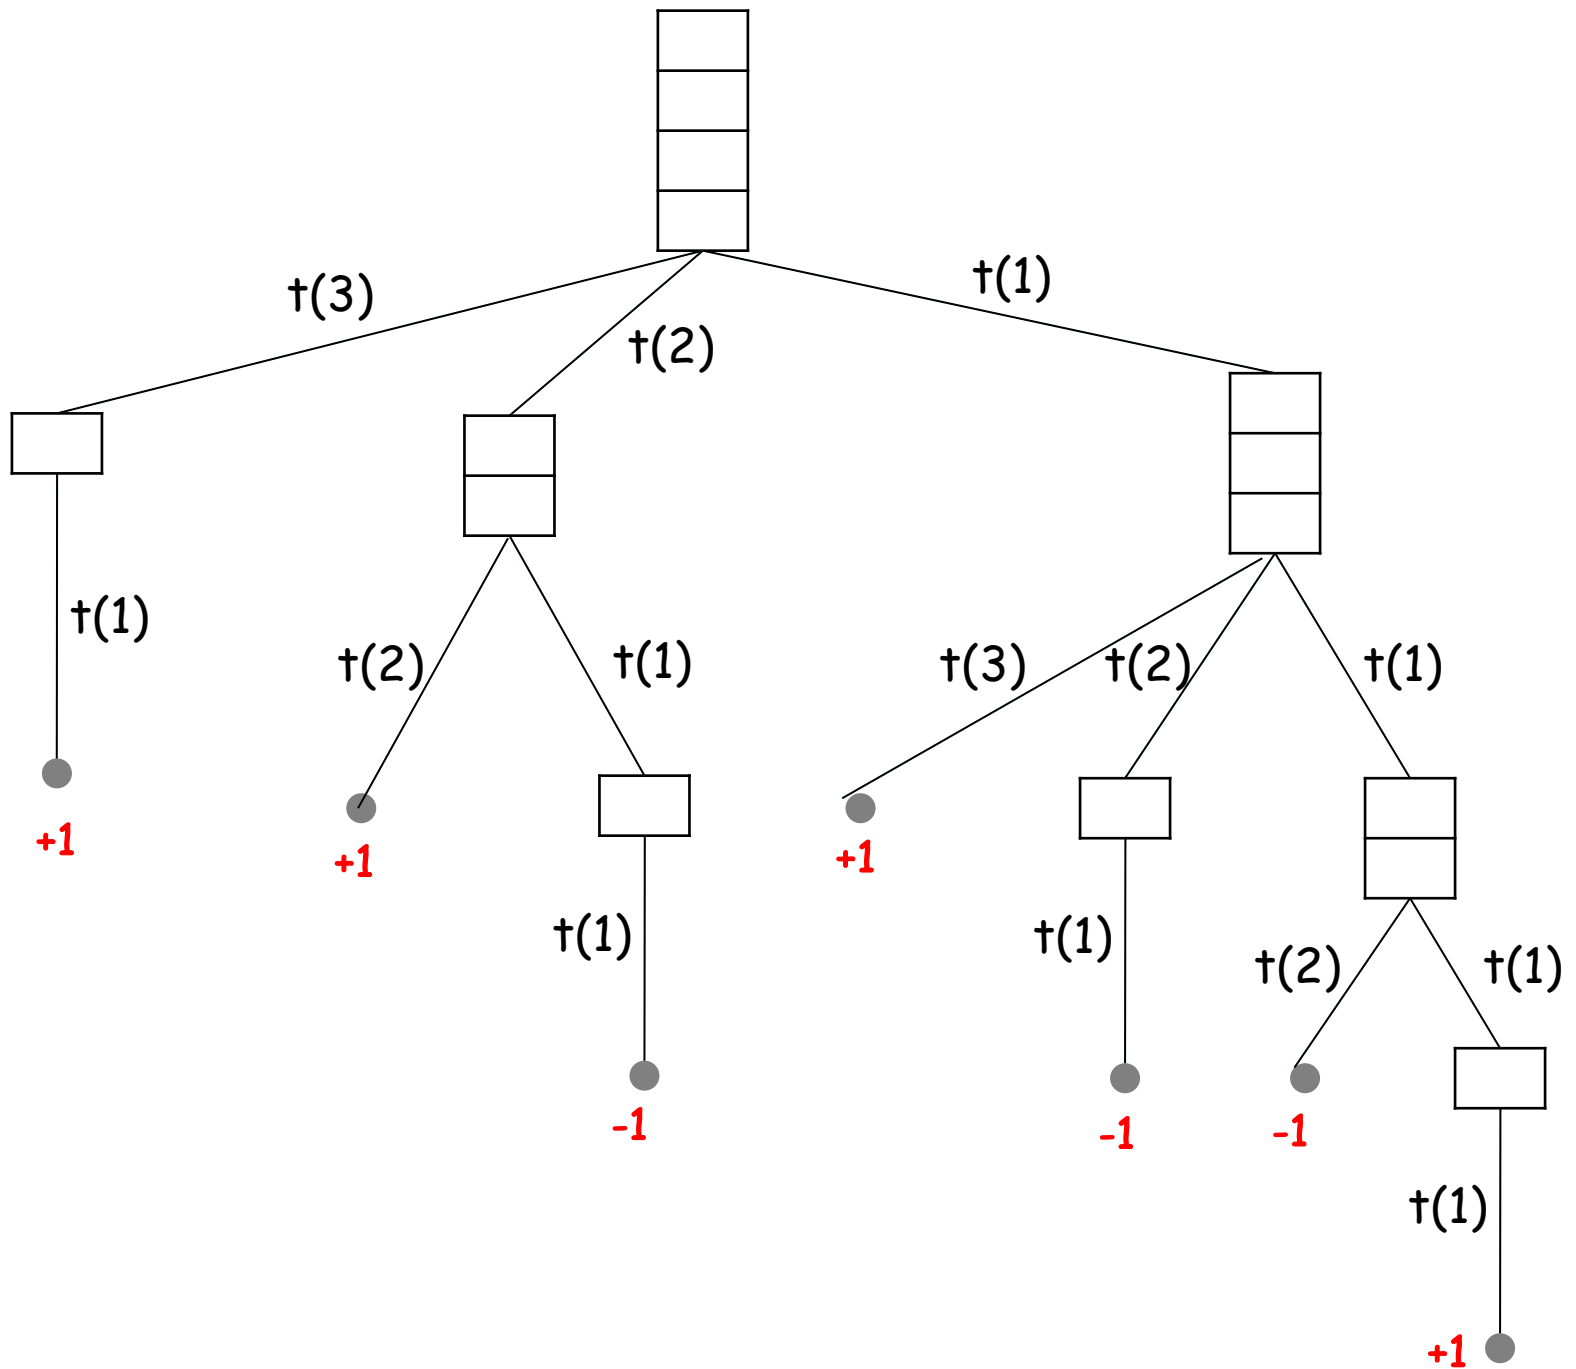 t(1)
t(3)
t(2)
t(1)
t(2)
t(1)
t(3)
t(2)
t(1)
+1
+1
+1
t(1)
t(1)
t(2)
t(1)
-1
-1
-1
t(1)
+1